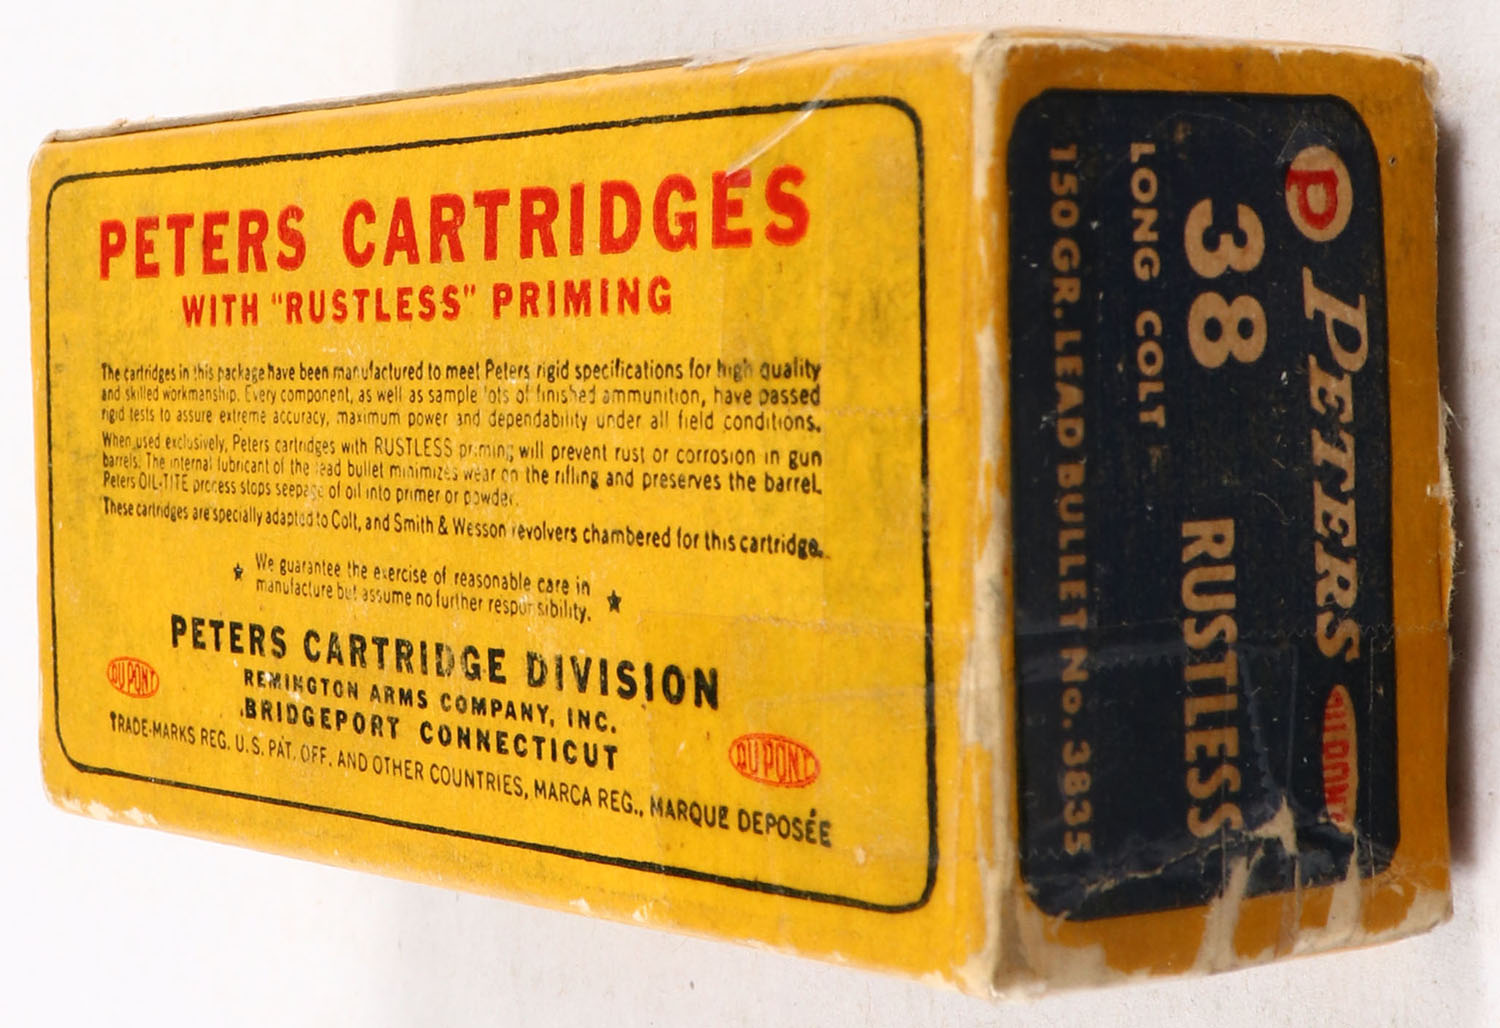 PETERS CARTRIDGES
WITH "RUSTLESS" PRIMING
The cartridges in this package have been manufactured to meet Peters rigid specifications for high quality
and skilled workmanship. Every component, as well as sample lots of finished ammunition, have passed
rigid tests to assure extreme accuracy, maximum power and dependability under all field conditions.
When used exclusively, Peters cartridges with RUSTLESS priming will prevent rust or corrosion in gun
barrels. The internal lubricant of the lead bullet minimizes wear on the rifling and preserves the barrel.
Peters OIL-TITE process stops seepage of oil into primer or powder.
These cartridges are specially adapted to Colt, and Smith & Wesson revolvers chambered for this cartridge.
We guarantee the exercise of reasonable care in
manufacture but assume no further responsibility.
PETERS CARTRIDGE DIVISION
REMINGTON ARMS COMPANY, INC.
BRIDGEPORT CONNECTICUT
TRADE-MARKS REG. U.S. PAT. OFF. AND OTHER COUNTRIES, MARCA REG., MARQUE DEPOSÉE
DU PONT
DU PONT
P PETERS DU PONT
38 RUSTLESS
LONG COLT
150 GR. LEAD BULLET NO. 3835